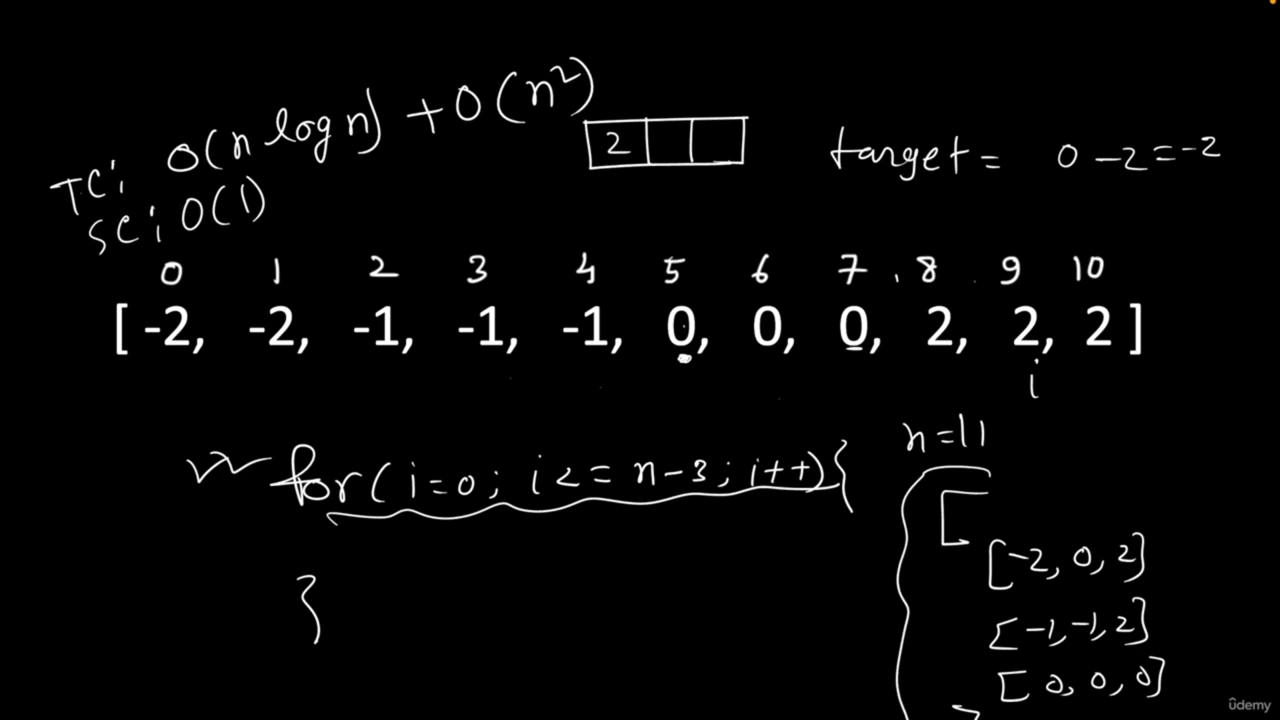 TC: O(n log n) + O(n²)
SC: O(1)
2
target = 0 - 2 = -2
0 1 2 3 4 5 6 7 8 9 10
[ -2, -2, -1, -1, -1, 0, 0, 0, 2, 2, 2 ]
i
n=11
for(i=0; i<=n-3; i++){
}
[
[-2, 0, 2]
[-1, -1, 2]
[0, 0, 0]
ûdemy